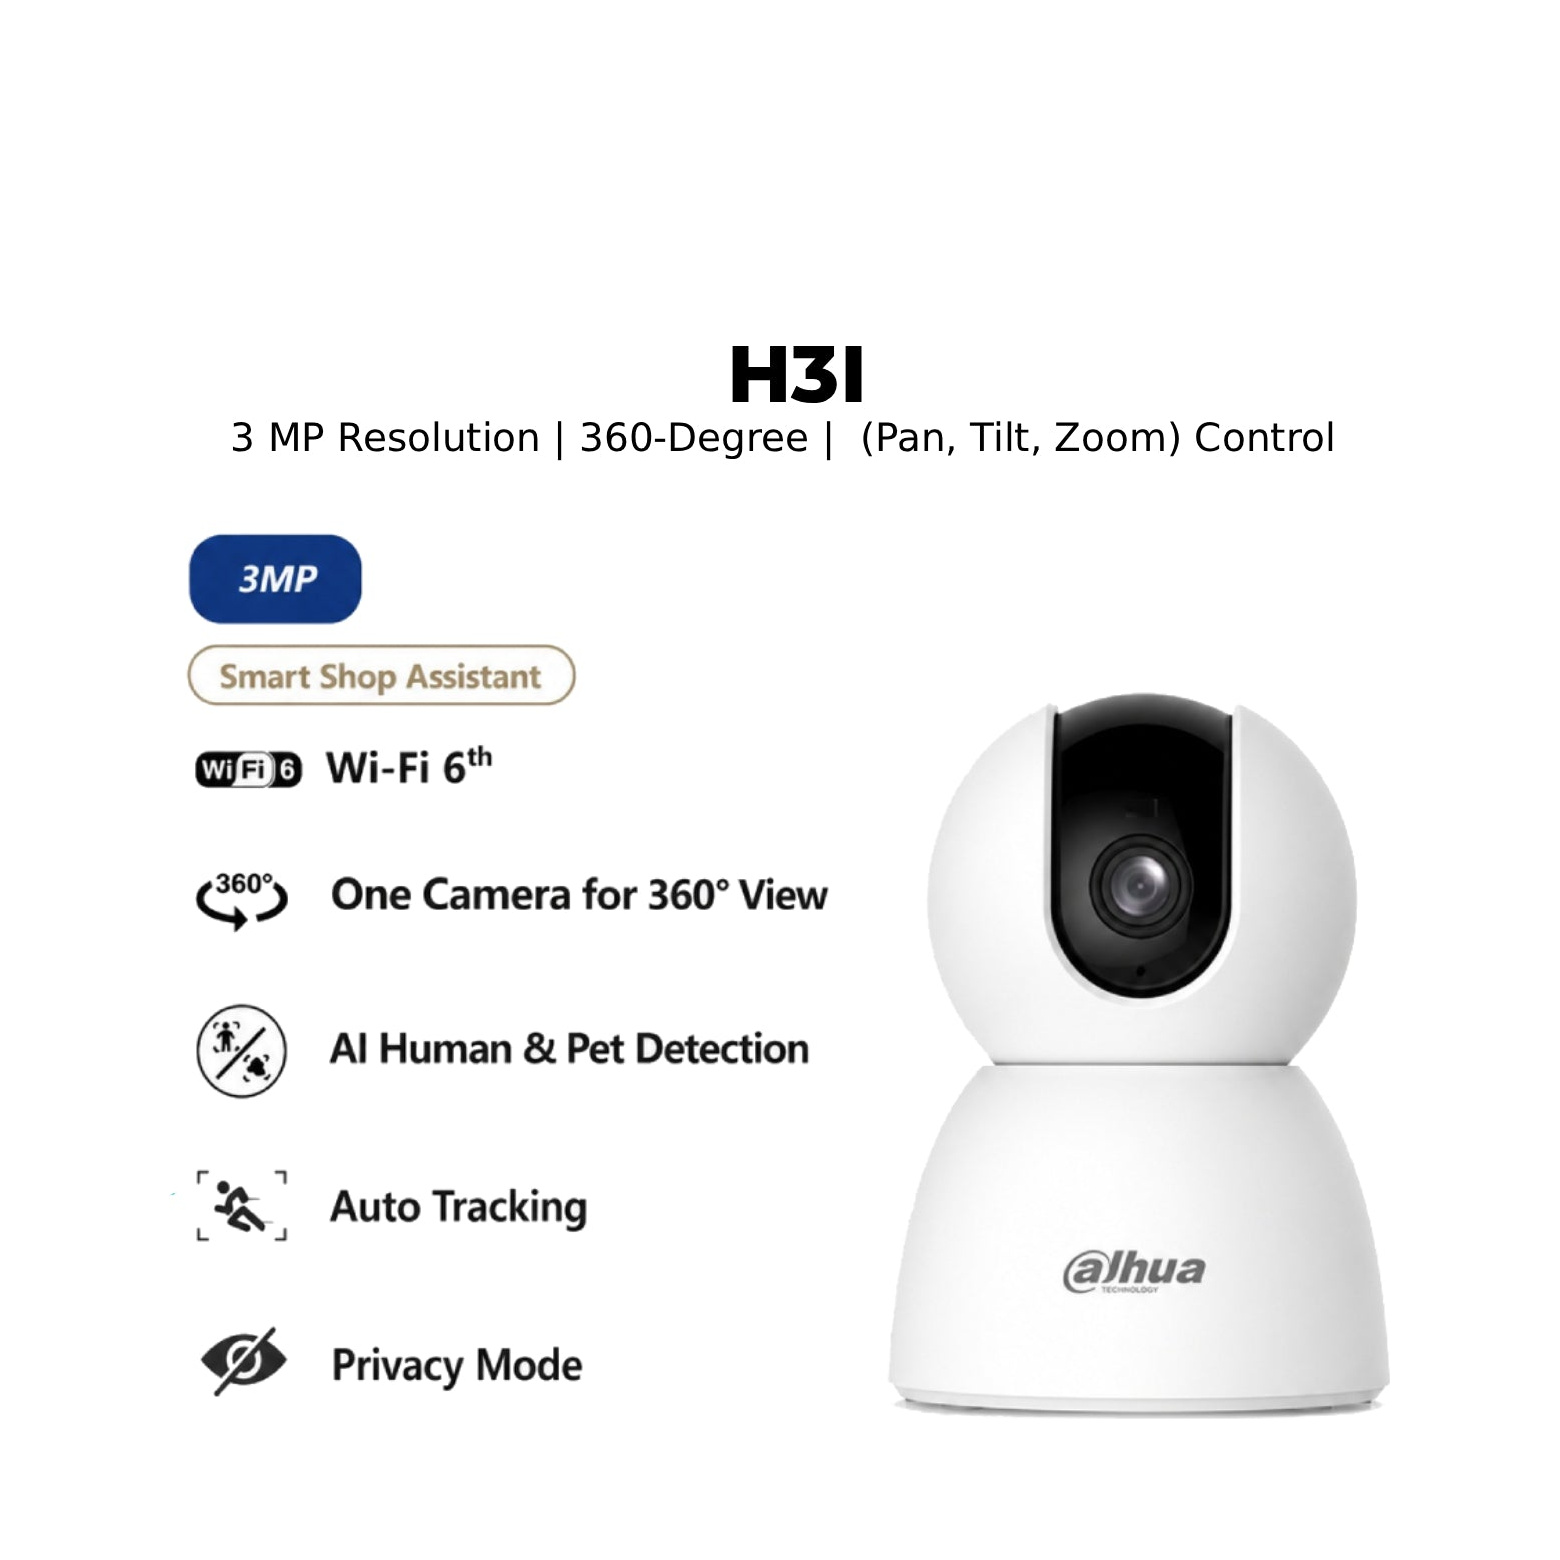 H3I
3 MP Resolution | 360-Degree |  (Pan, Tilt, Zoom) Control
3MP
Smart Shop Assistant
WiFi 6 Wi-Fi 6th
360° One Camera for 360° View
AI Human & Pet Detection
Auto Tracking
Privacy Mode
alhua
TECHNOLOGY